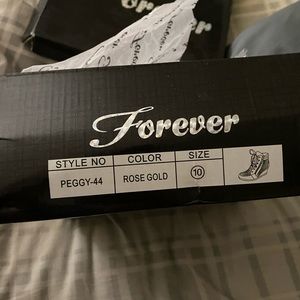 Forever
STYLE NO COLOR SIZE
PEGGY-44 ROSE GOLD 10